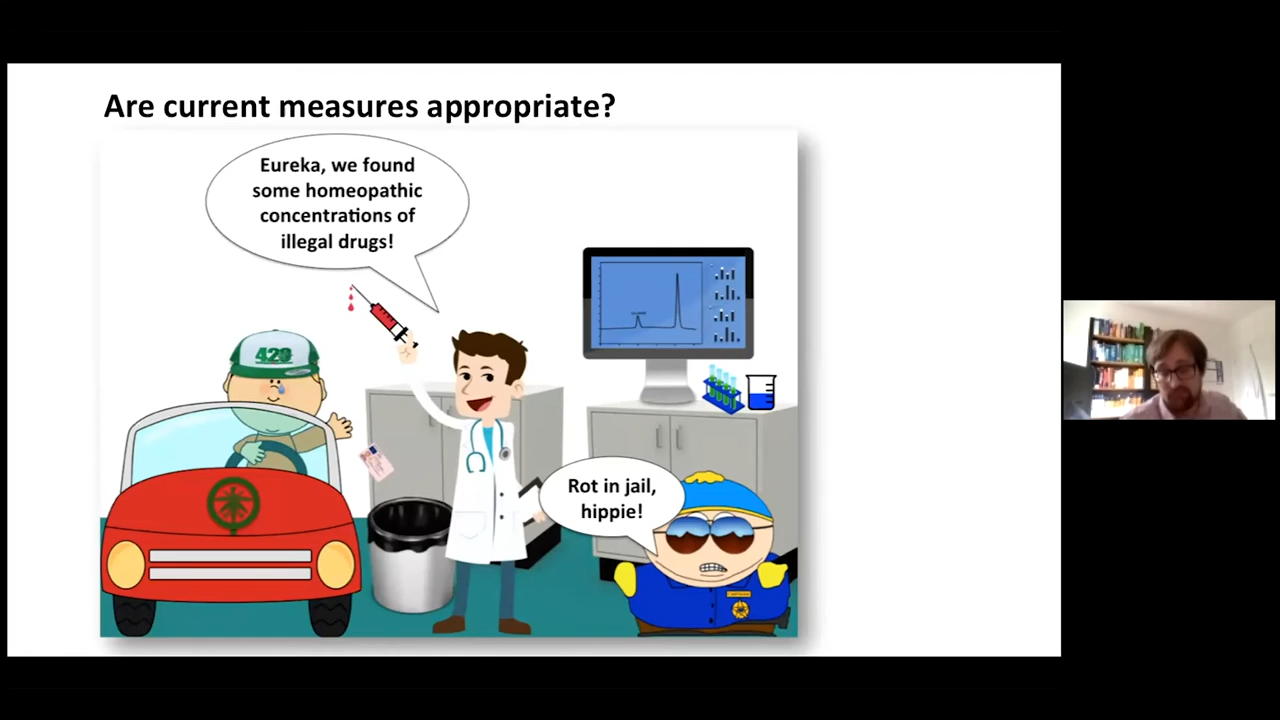 Are current measures appropriate?
Eureka, we found
some homeopathic
concentrations of
illegal drugs!
420
Rot in jail,
hippie!